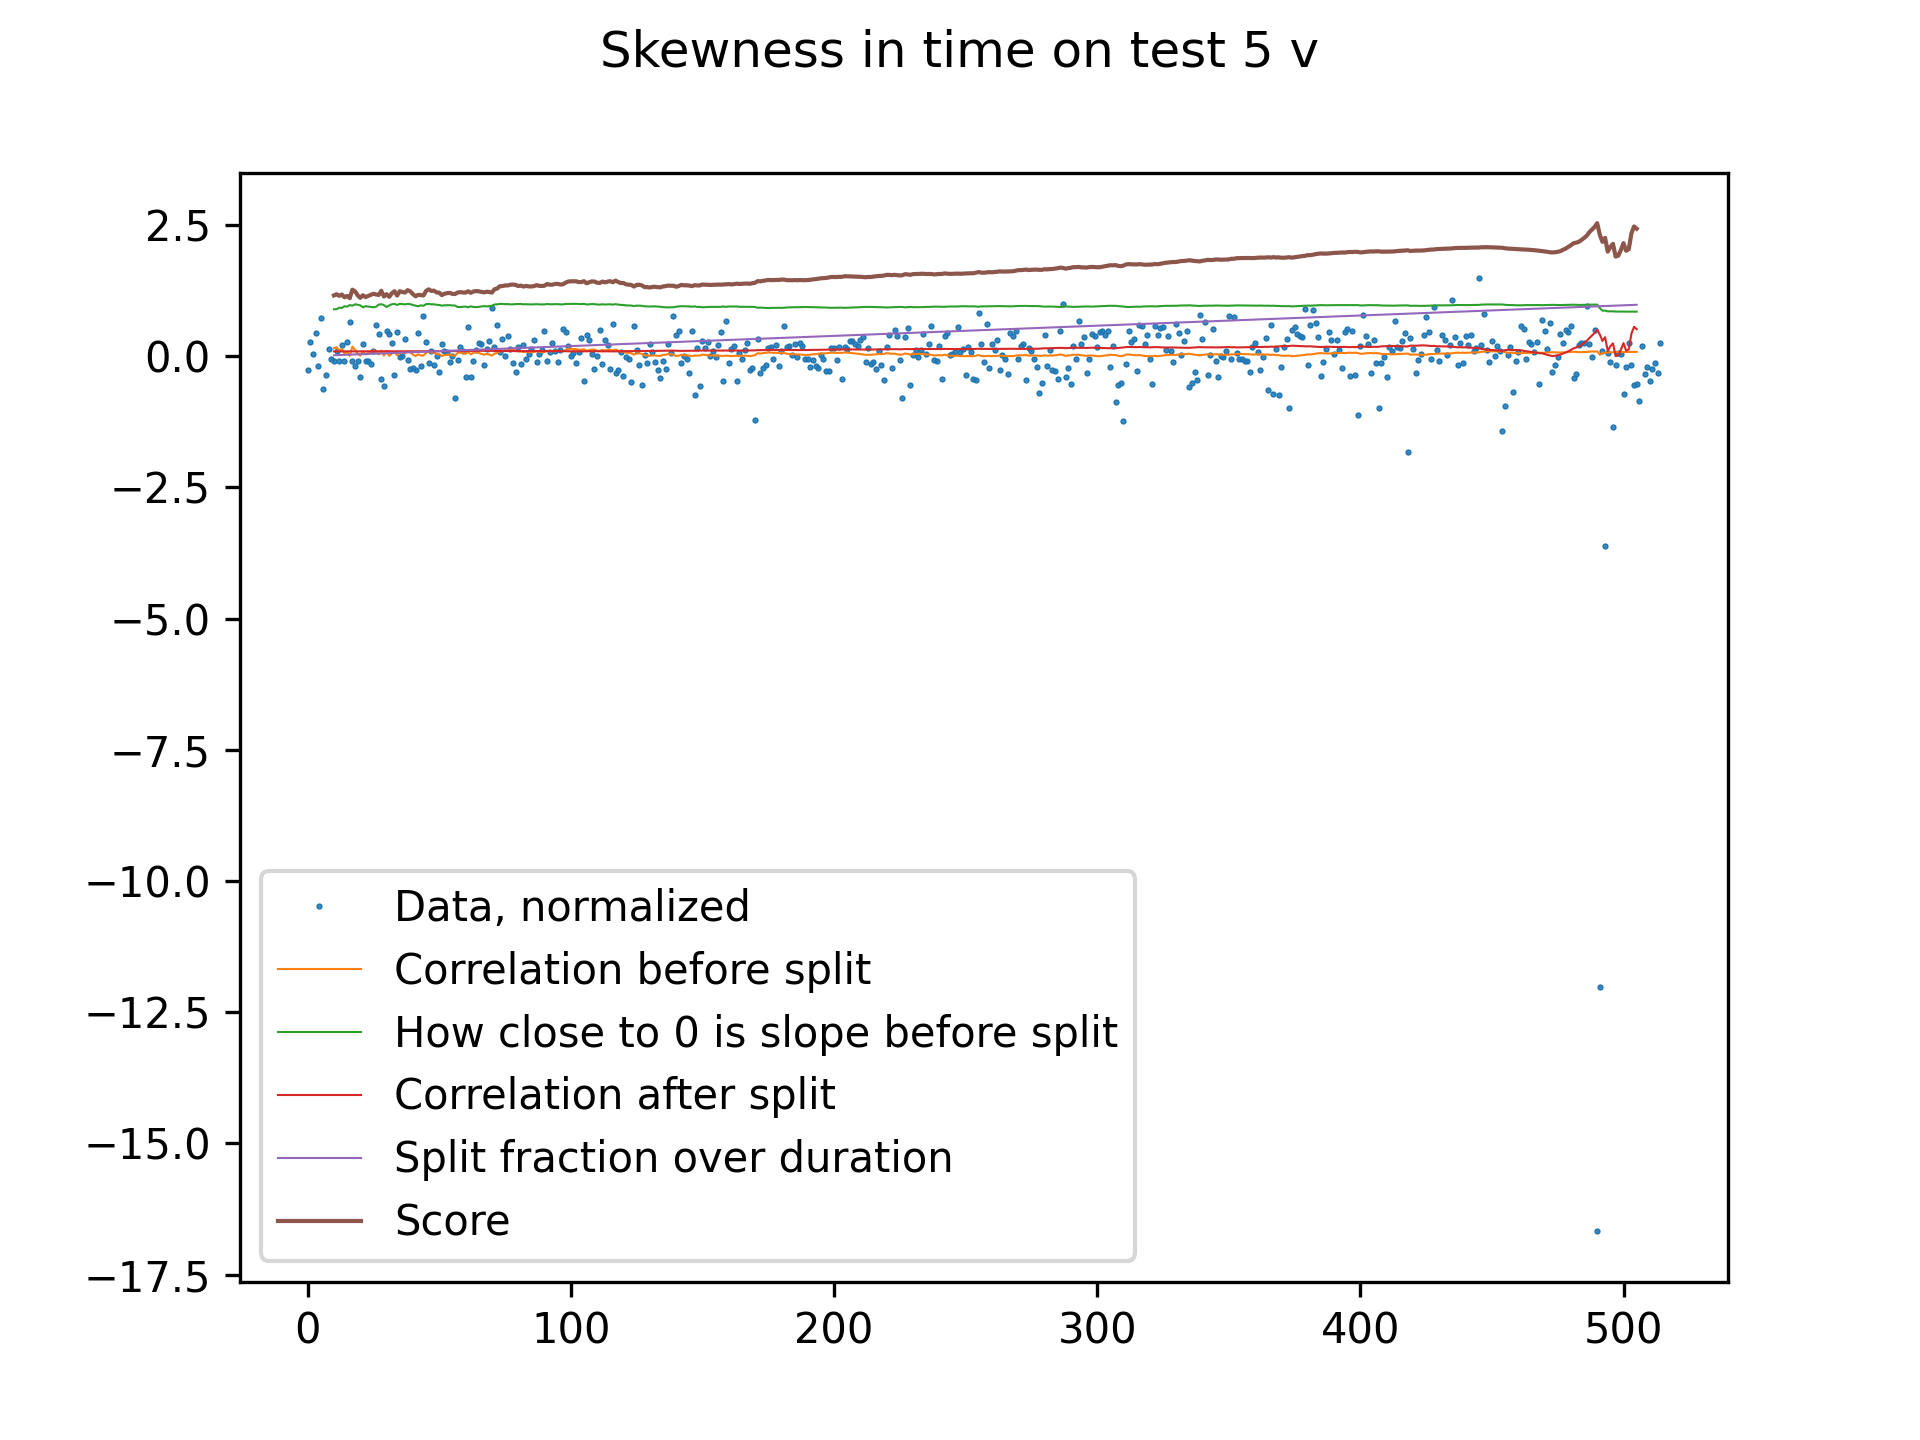 Skewness in time on test 5 v
2.5
0.0
−2.5
−5.0
−7.5
−10.0
−12.5
−15.0
−17.5
Data, normalized
Correlation before split
How close to 0 is slope before split
Correlation after split
Split fraction over duration
Score
0 100 200 300 400 500